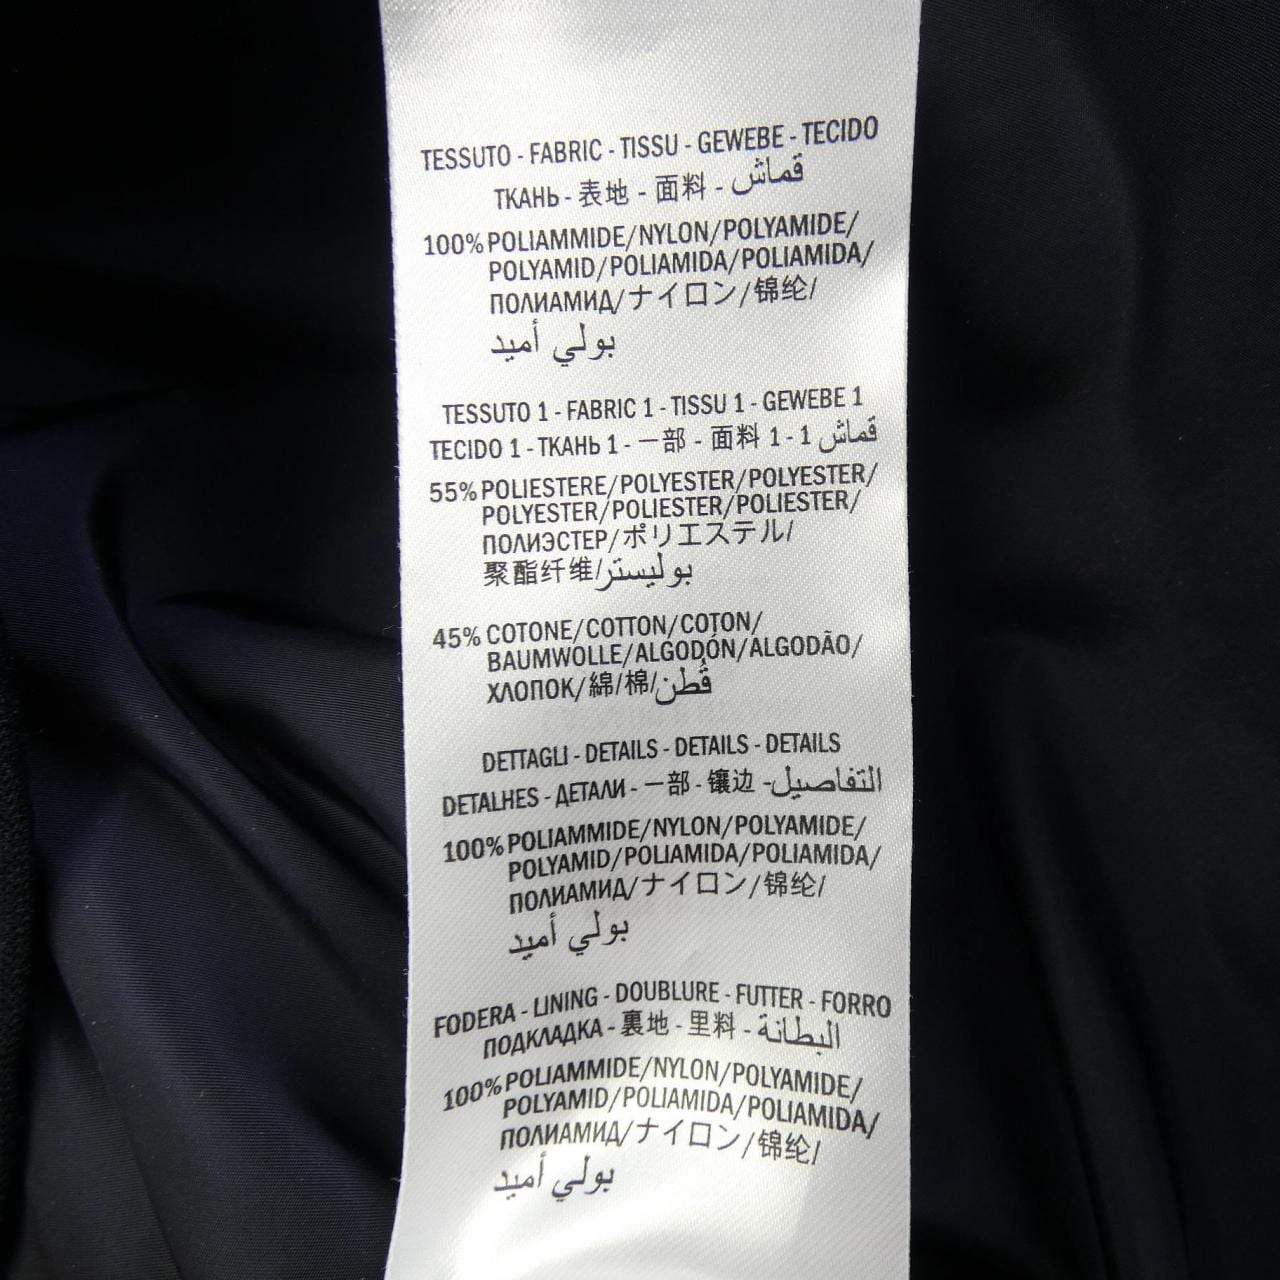 TESSUTO - FABRIC - TISSU - GEWEBE - TECIDO
ТКАНЬ - 表地 - 面料 - قماش
100% POLIAMMIDE/NYLON/POLYAMIDE/
POLYAMID/POLIAMIDA/POLIAMIDA/
ПОЛИАМИД/ナイロン/锦纶/
بولي أميد
TESSUTO 1 - FABRIC 1 - TISSU 1 - GEWEBE 1
TECIDO 1 - ТКАНЬ 1 - 一部 - 面料 1 - 1 قماش
55% POLIESTERE/POLYESTER/POLYESTER/
POLYESTER/POLIESTER/POLIESTER/
ПОЛИЭСТЕР/ポリエステル/
聚酯纤维/بوليستر
45% COTONE/COTTON/COTON/
BAUMWOLLE/ALGODÓN/ALGODÃO/
ХЛОПОК/綿/棉/قُطن
DETTAGLI - DETAILS - DETAILS - DETAILS
DETALHES - ДЕТАЛИ - 一部 - 镶边 - التفاصيل
100% POLIAMMIDE/NYLON/POLYAMIDE/
POLYAMID/POLIAMIDA/POLIAMIDA/
ПОЛИАМИД/ナイロン/锦纶/
بولي أميد
FODERA - LINING - DOUBLURE - FUTTER - FORRO
ПОДКЛАДКА - 裏地 - 里料 - البطانة
100% POLIAMMIDE/NYLON/POLYAMIDE/
POLYAMID/POLIAMIDA/POLIAMIDA/
ПОЛИАМИД/ナイロン/锦纶/
بولي أميد